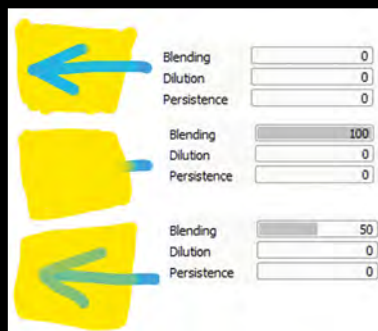 Blending 0
Dilution 0
Persistence 0
Blending 100
Dilution 0
Persistence 0
Blending 50
Dilution 0
Persistence 0